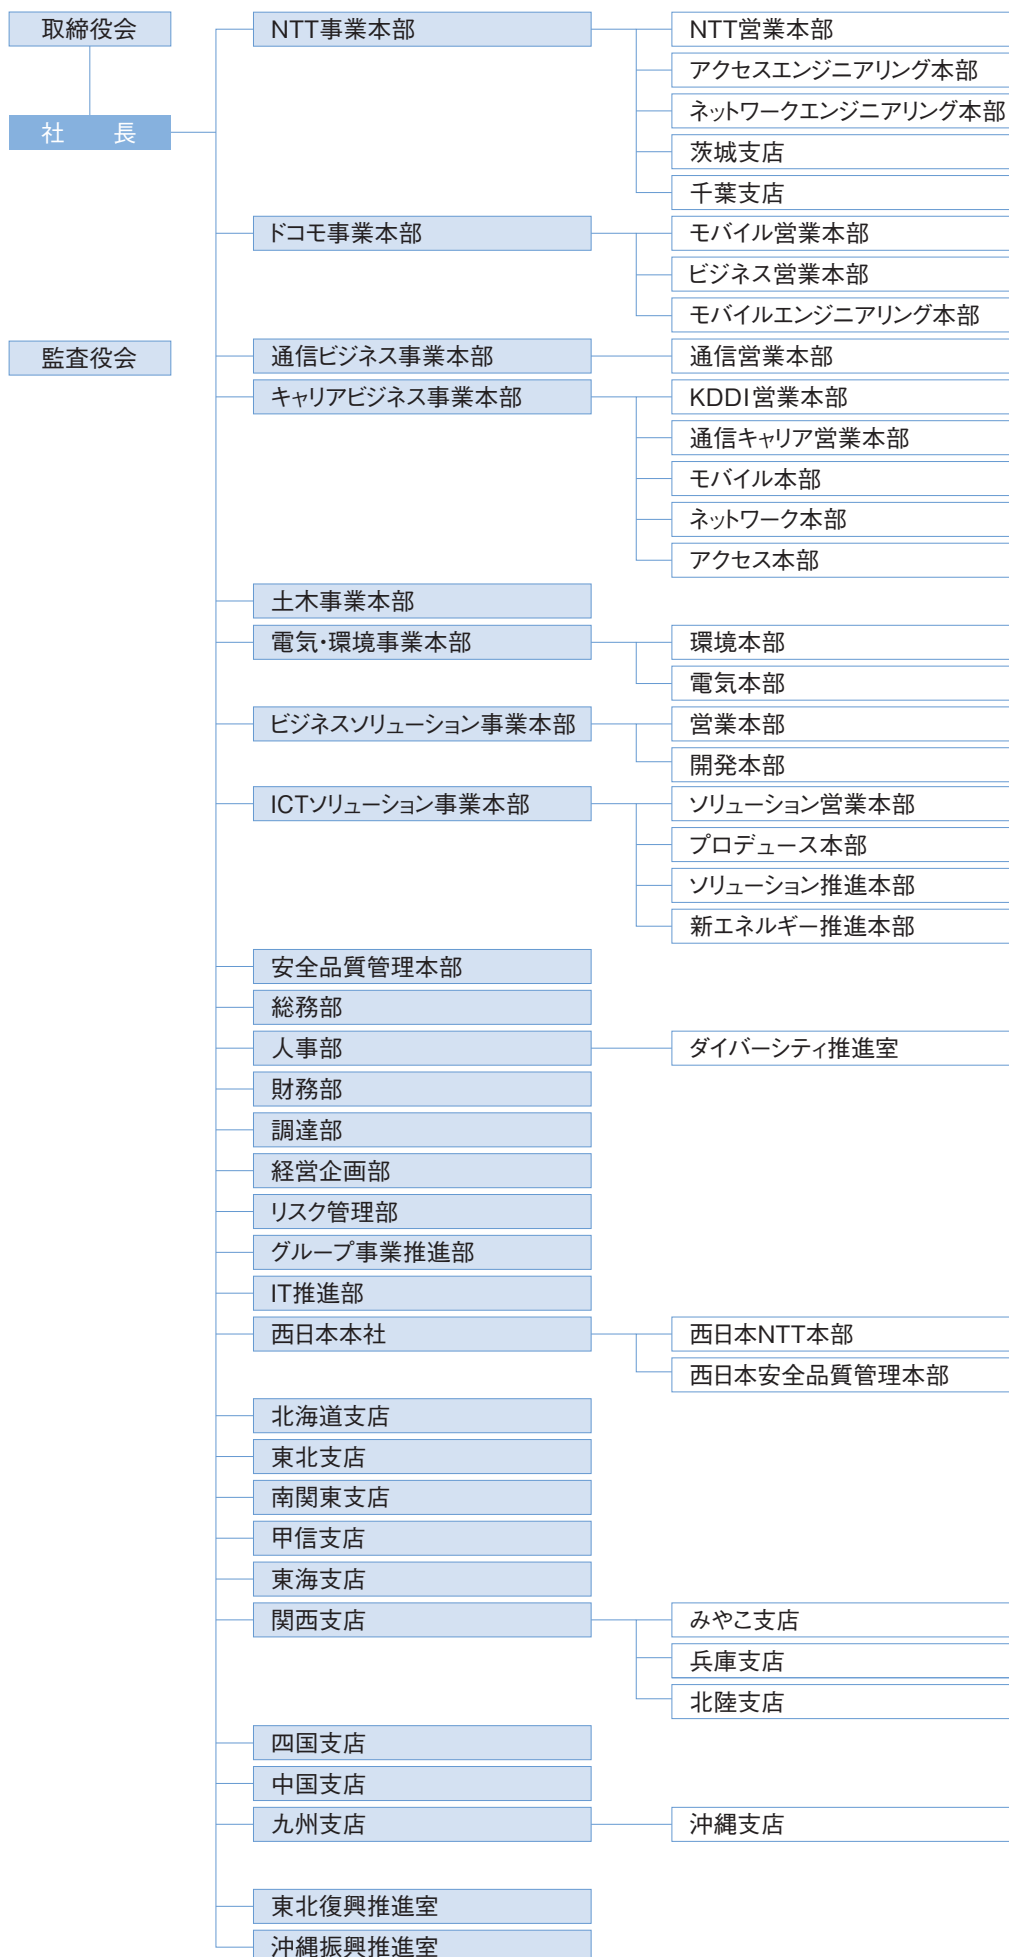 取締役会
社　長
監査役会
NTT事業本部
NTT営業本部
アクセスエンジニアリング本部
ネットワークエンジニアリング本部
茨城支店
千葉支店
ドコモ事業本部
モバイル営業本部
ビジネス営業本部
モバイルエンジニアリング本部
通信ビジネス事業本部
通信営業本部
キャリアビジネス事業本部
KDDI営業本部
通信キャリア営業本部
モバイル本部
ネットワーク本部
アクセス本部
土木事業本部
電気・環境事業本部
環境本部
電気本部
ビジネスソリューション事業本部
営業本部
開発本部
ICTソリューション事業本部
ソリューション営業本部
プロデュース本部
ソリューション推進本部
新エネルギー推進本部
安全品質管理本部
総務部
人事部
ダイバーシティ推進室
財務部
調達部
経営企画部
リスク管理部
グループ事業推進部
IT推進部
西日本本社
西日本NTT本部
西日本安全品質管理本部
北海道支店
東北支店
南関東支店
甲信支店
東海支店
関西支店
みやこ支店
兵庫支店
北陸支店
四国支店
中国支店
九州支店
沖縄支店
東北復興推進室
沖縄振興推進室